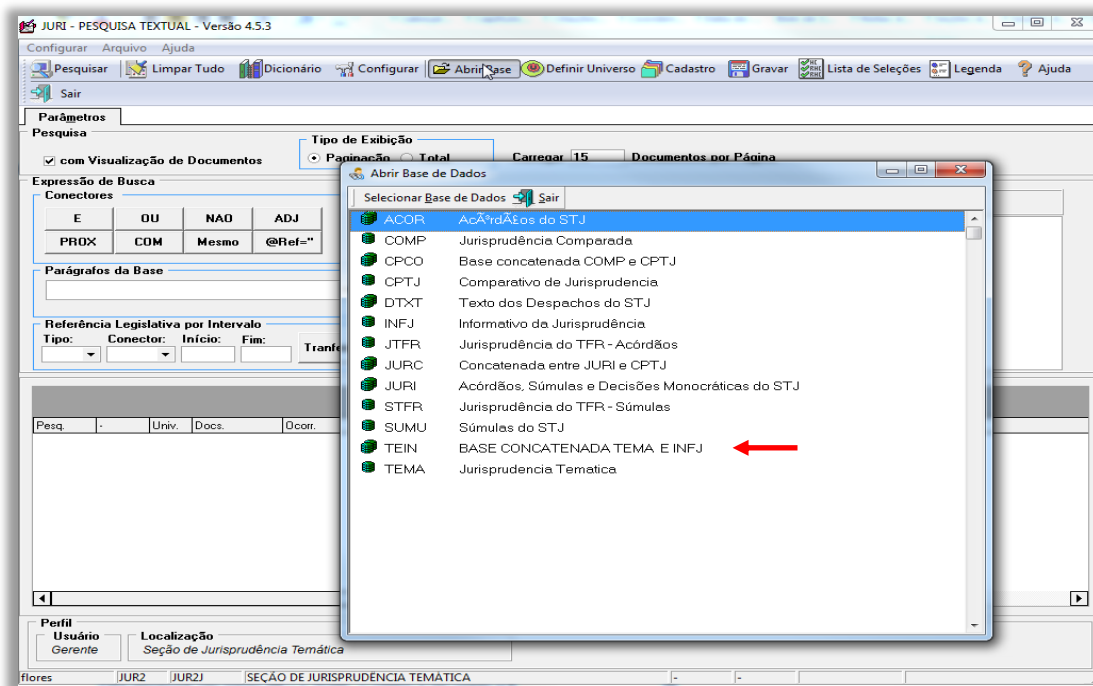 JURI - PESQUISA TEXTUAL - Versão 4.5.3
Configurar Arquivo Ajuda
Pesquisar Limpar Tudo Dicionário Configurar Abrir Base Definir Universo Cadastro Gravar Lista de Seleções Legenda Ajuda
Sair
Parâmetros
Pesquisa
com Visualização de Documentos
Tipo de Exibição
Paginação Total
Carregar 15 Documentos por Página
Expressão de Busca
Conectores
E OU NAO ADJ
PROX COM Mesmo @Ref="
Parágrafos da Base
Referência Legislativa por Intervalo
Tipo: Conector: Início: Fim:
Tranfe
Pesq. - Univ. Docs. Ocorr.
Abrir Base de Dados
Selecionar Base de Dados Sair
ACOR AcÃ³rdÃ£os do STJ
COMP Jurisprudência Comparada
CPCO Base concatenada COMP e CPTJ
CPTJ Comparativo de Jurisprudencia
DTXT Texto dos Despachos do STJ
INFJ Informativo da Jurisprudência
JTFR Jurisprudência do TFR - Acórdãos
JURC Concatenada entre JURI e CPTJ
JURI Acórdãos, Súmulas e Decisões Monocráticas do STJ
STFR Jurisprudência do TFR - Súmulas
SUMU Súmulas do STJ
TEIN BASE CONCATENADA TEMA E INFJ
TEMA Jurisprudencia Tematica
Perfil
Usuário Localização
Gerente Seção de Jurisprudência Temática
flores JUR2 JUR2J SEÇÃO DE JURISPRUDÊNCIA TEMÁTICA - -